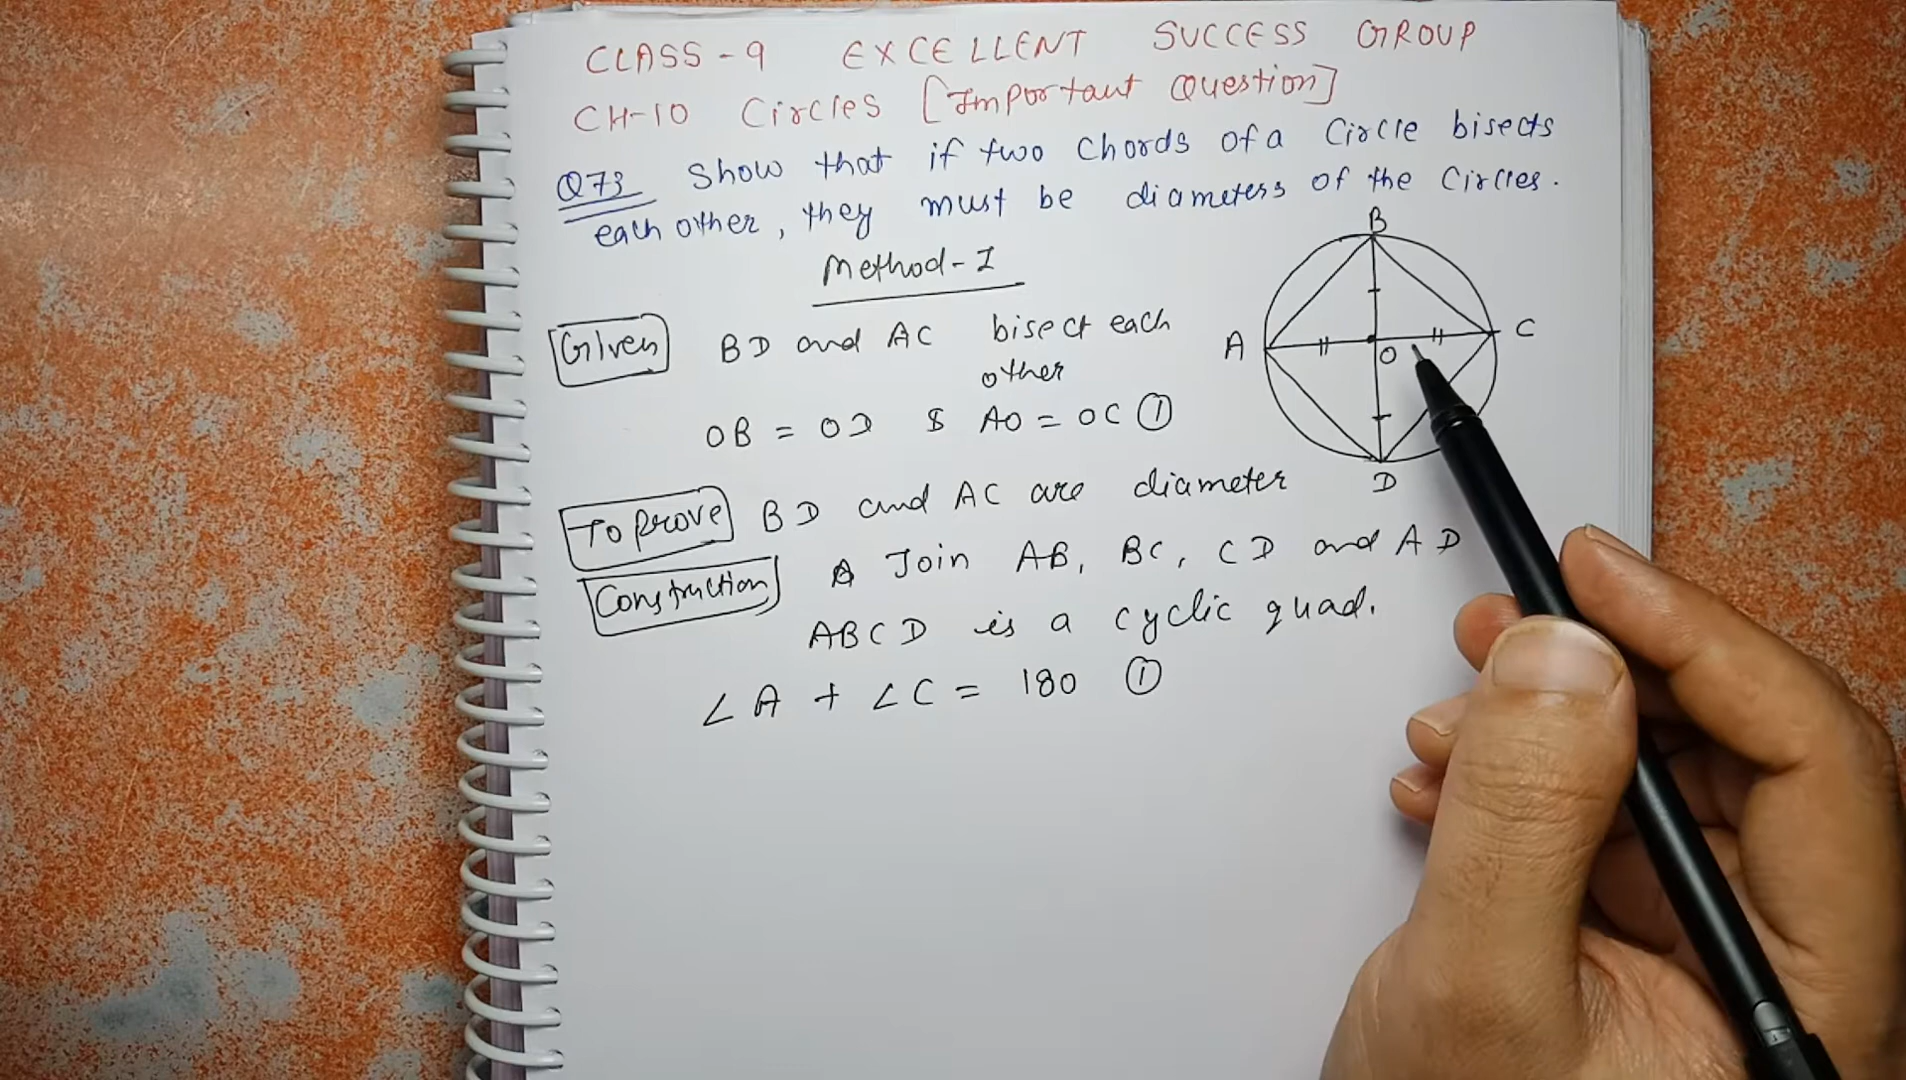 CLASS-9 EXCELLENT SUCCESS GROUP
CH-10 Circles [Important Question]
Q73 Show that if two Chords of a Circle bisects
each other, they must be diameters of the Circles.
Method-I
Given BD and AC bisect each
other
OB = OD & AO = OC ①
To prove BD and AC are diameter
Construction Join AB, BC, CD and AD
ABCD is a cyclic quad.
∠A + ∠C = 180 ①
B
A
O
C
D